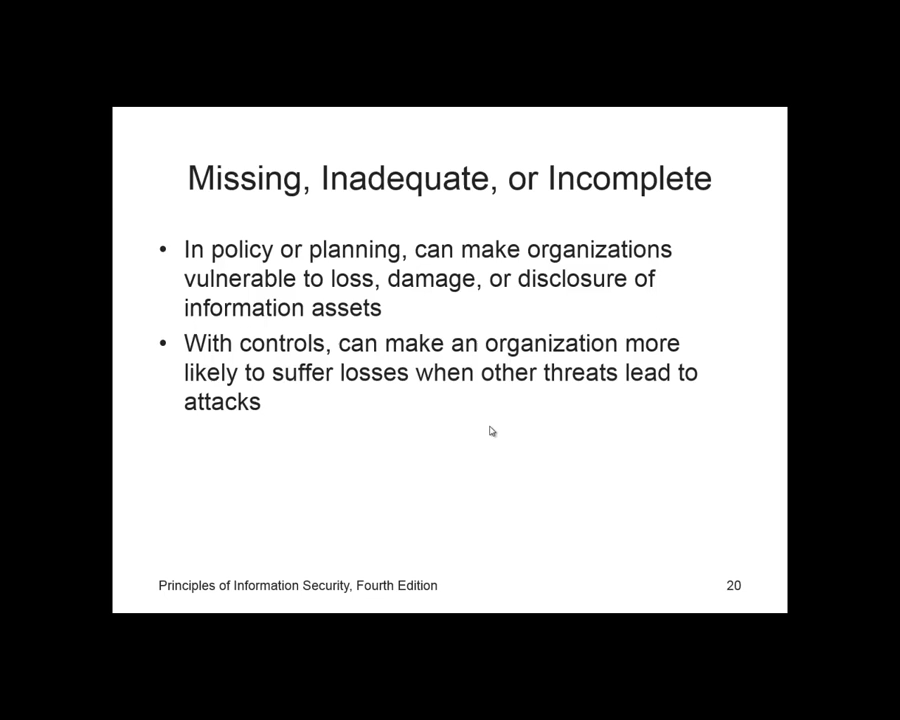 Missing, Inadequate, or Incomplete
• In policy or planning, can make organizations
vulnerable to loss, damage, or disclosure of
information assets
• With controls, can make an organization more
likely to suffer losses when other threats lead to
attacks
Principles of Information Security, Fourth Edition
20